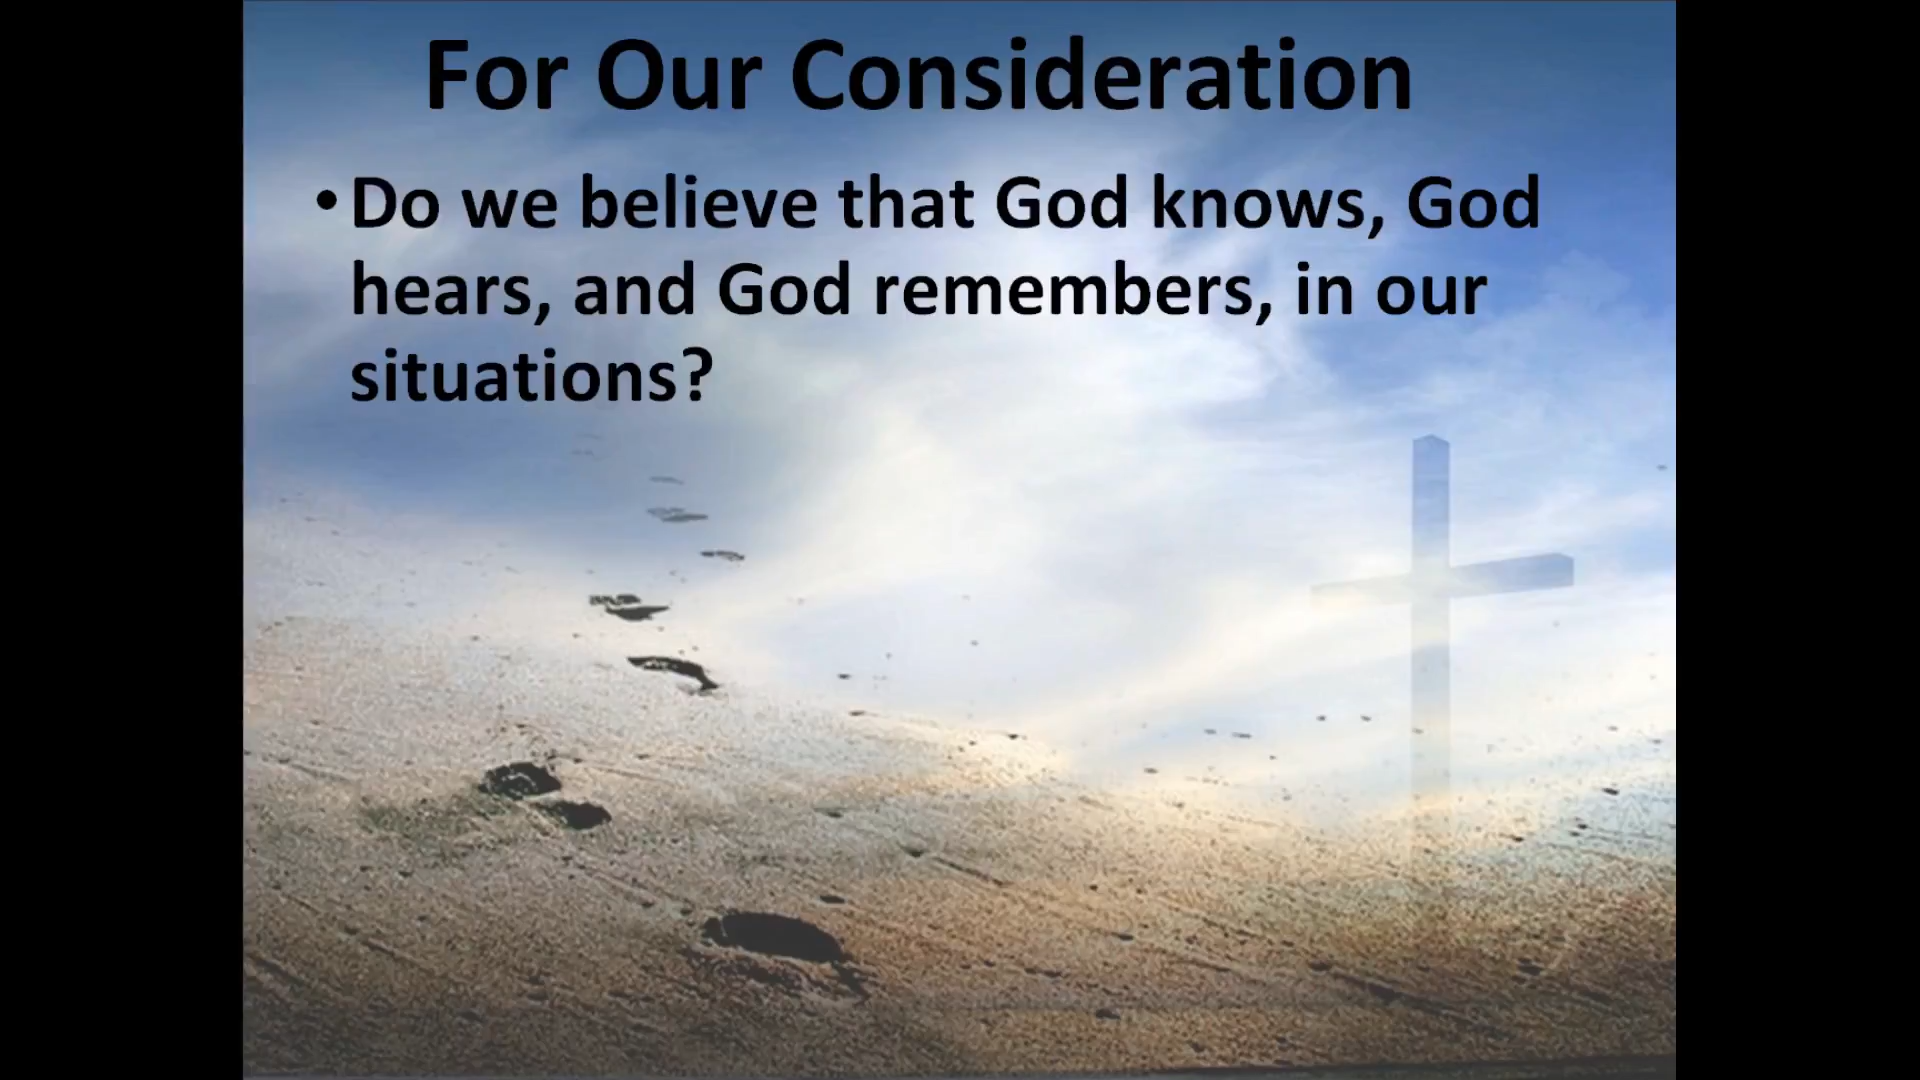 For Our Consideration
• Do we believe that God knows, God
hears, and God remembers, in our
situations?